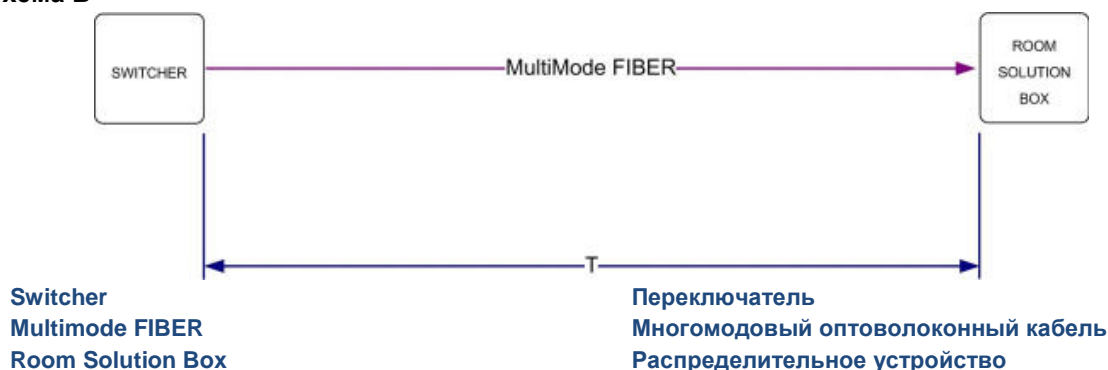 SWITCHER
MultiMode FIBER
ROOM
SOLUTION
BOX
T
Switcher Переключатель
Multimode FIBER Многомодовый оптоволоконный кабель
Room Solution Box Распределительное устройство